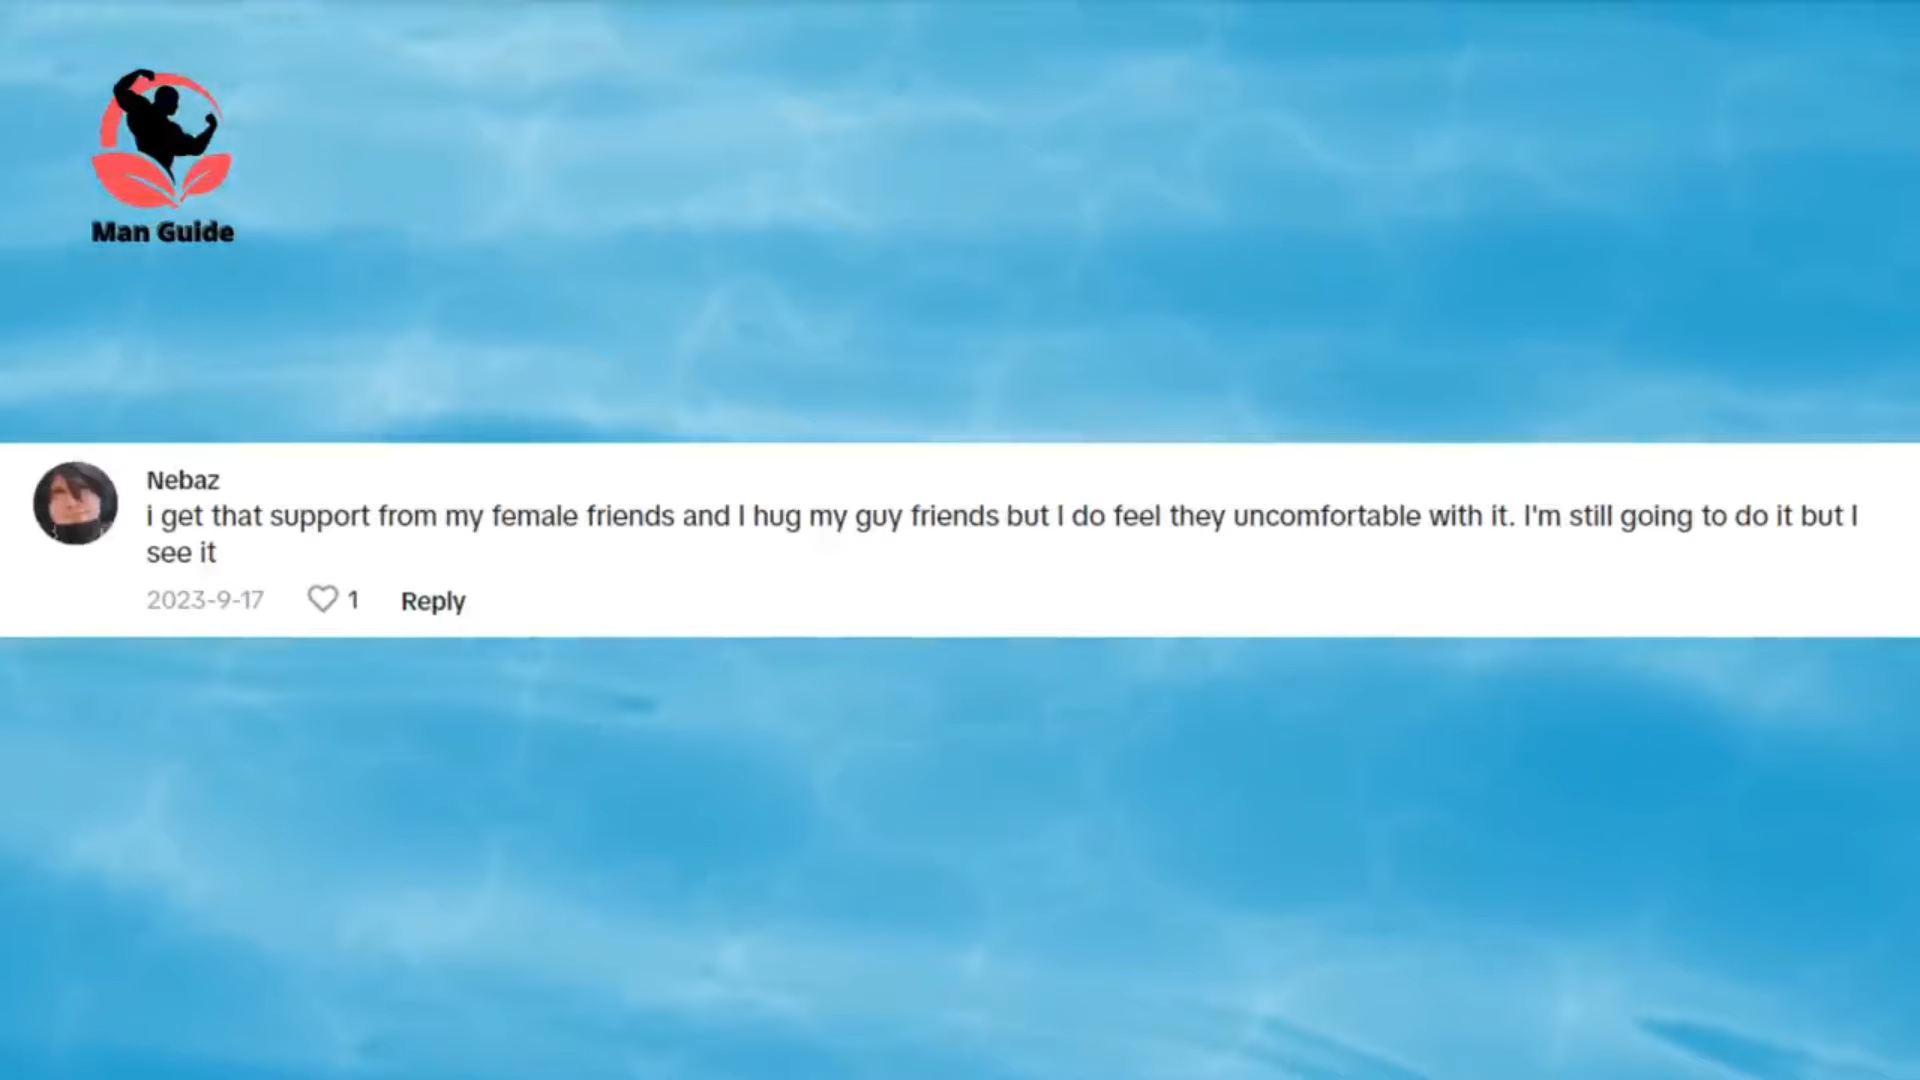 Man Guide
Nebaz
i get that support from my female friends and I hug my guy friends but I do feel they uncomfortable with it. I'm still going to do it but I
see it
2023-9-17 1 Reply